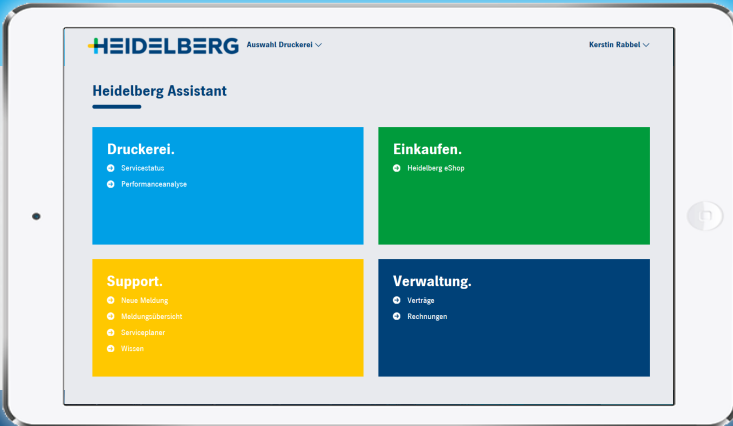 HEIDELBERG
Auswahl Druckerei
Kerstin Rabbel
Heidelberg Assistant
Druckerei.
Servicestatus
Performanceanalyse
Einkaufen.
Heidelberg eShop
Support.
Neue Meldung
Meldungsübersicht
Serviceplaner
Wissen
Verwaltung.
Verträge
Rechnungen